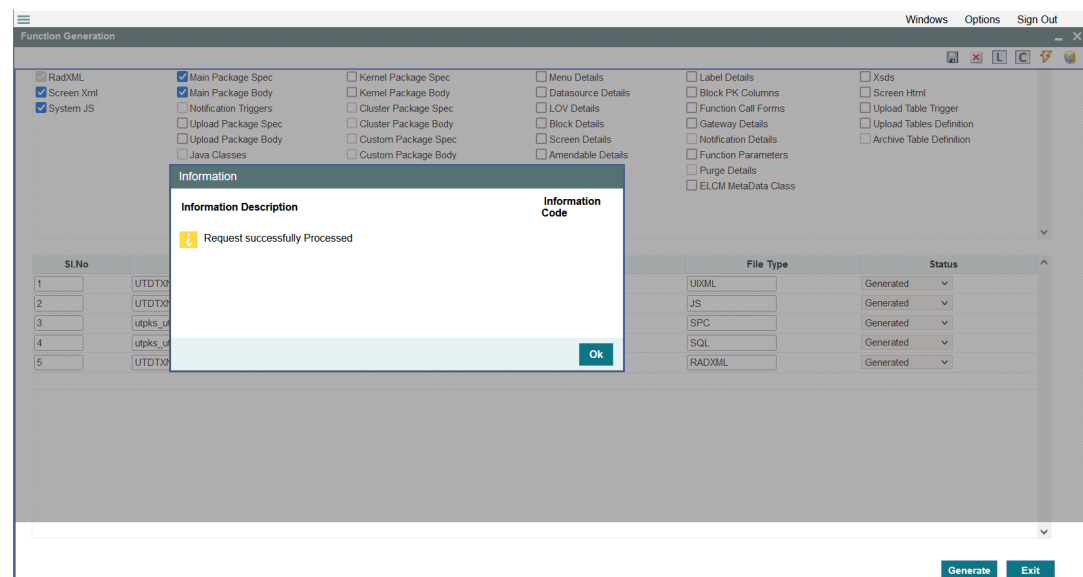 Windows Options Sign Out
Function Generation
L C
RadXML Main Package Spec Kernel Package Spec Menu Details Label Details Xsds
Screen Xml Main Package Body Kernel Package Body Datasource Details Block PK Columns Screen Html
System JS Notification Triggers Cluster Package Spec LOV Details Function Call Forms Upload Table Trigger
Upload Package Spec Cluster Package Body Block Details Gateway Details Upload Tables Definition
Upload Package Body Custom Package Spec Screen Details Notification Details Archive Table Definition
Java Classes Custom Package Body Amendable Details Function Parameters
Purge Details
ELCM MetaData Class
Information
Information Description Information Code
Request successfully Processed
Ok
Sl.No File Type Status
1 UIXML Generated
2 JS Generated
3 SPC Generated
4 SQL Generated
5 RADXML Generated
Generate Exit